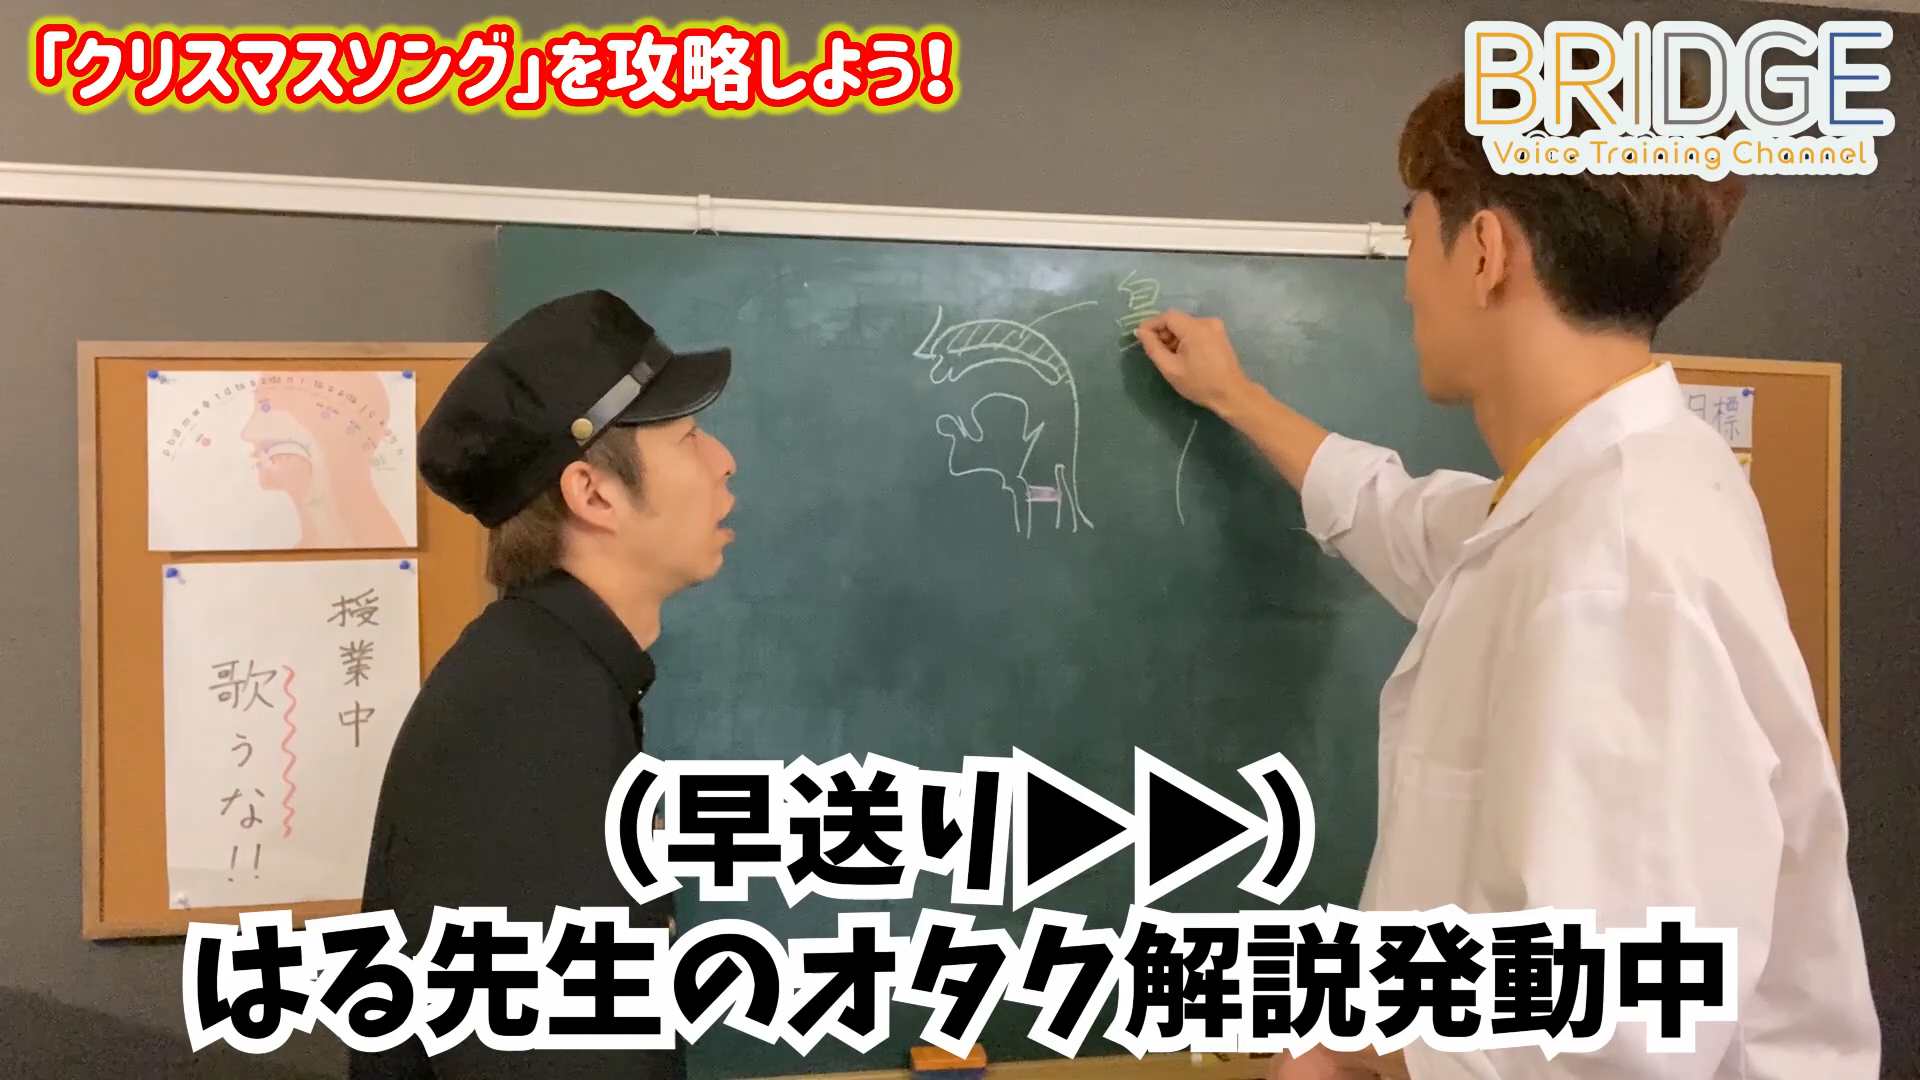 「クリスマスソング」を攻略しよう!
BRIDGE
Voice Training Channel
目標
授業中
歌うな!!
(早送り▶▶)
はる先生のオタク解説発動中